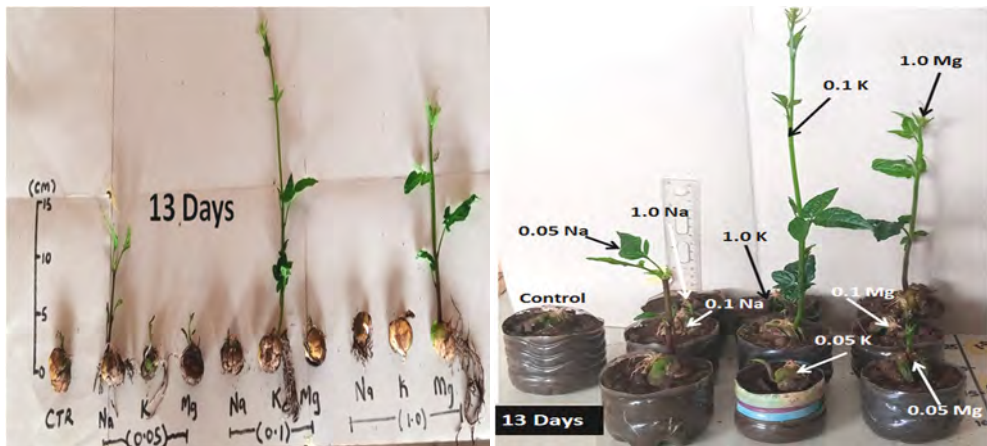 (CM)
15
10
5
0
13 Days
CTR Na K Mg Na K Mg Na K Mg
(0.05) (0.1) (1.0)
0.1 K
1.0 Mg
1.0 Na
0.05 Na
1.0 K
Control
0.1 Na
0.1 Mg
0.05 K
13 Days
0.05 Mg